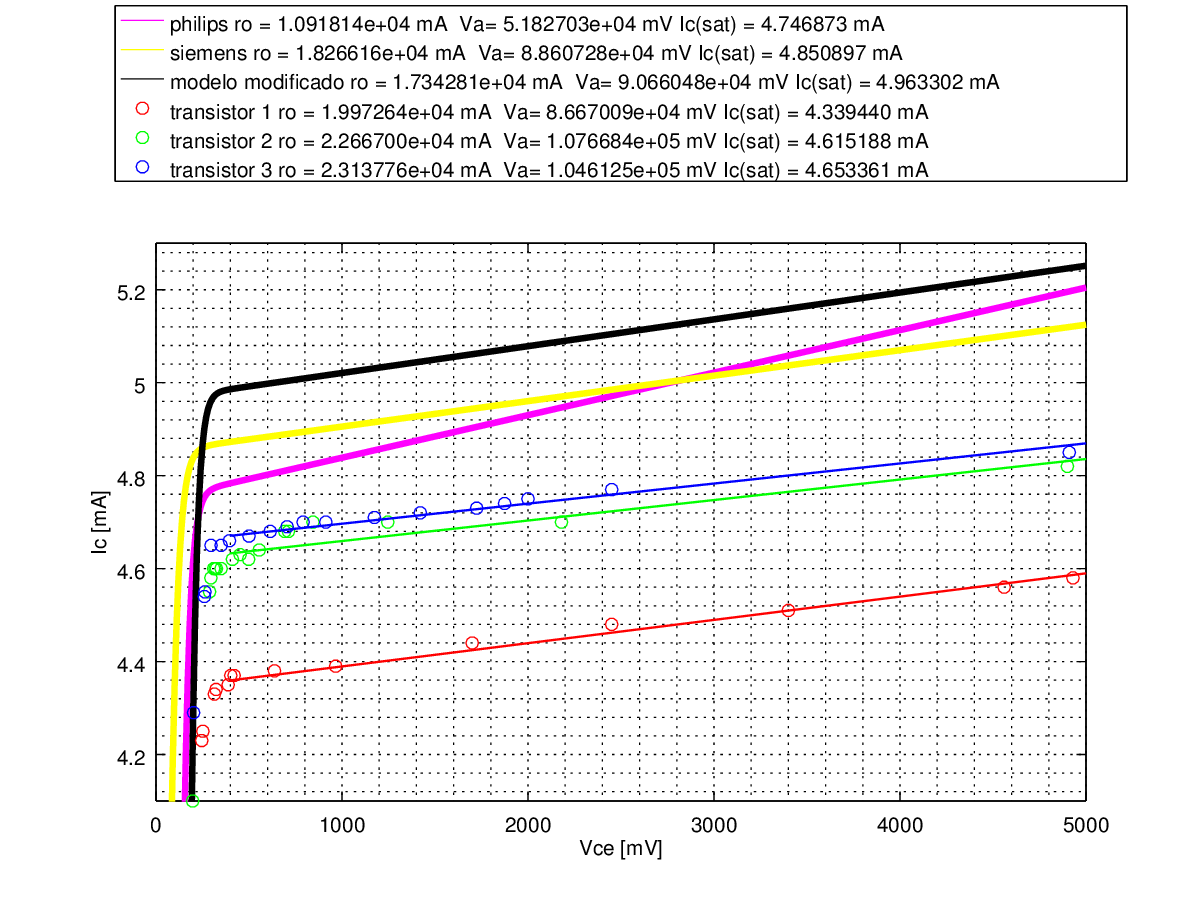 philips ro = 1.091814e+04 mA  Va= 5.182703e+04 mV Ic(sat) = 4.746873 mA
siemens ro = 1.826616e+04 mA  Va= 8.860728e+04 mV Ic(sat) = 4.850897 mA
modelo modificado ro = 1.734281e+04 mA  Va= 9.066048e+04 mV Ic(sat) = 4.963302 mA
transistor 1 ro = 1.997264e+04 mA  Va= 8.667009e+04 mV Ic(sat) = 4.339440 mA
transistor 2 ro = 2.266700e+04 mA  Va= 1.076684e+05 mV Ic(sat) = 4.615188 mA
transistor 3 ro = 2.313776e+04 mA  Va= 1.046125e+05 mV Ic(sat) = 4.653361 mA
5.2
5
4.8
4.6
4.4
4.2
Ic [mA]
0 1000 2000 3000 4000 5000
Vce [mV]